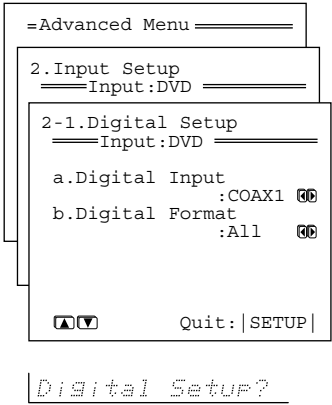 =Advanced Menu
2.Input Setup
Input:DVD
2-1.Digital Setup
Input:DVD
a.Digital Input
:COAX1
b.Digital Format
:All
Quit:|SETUP|
Digital Setup?